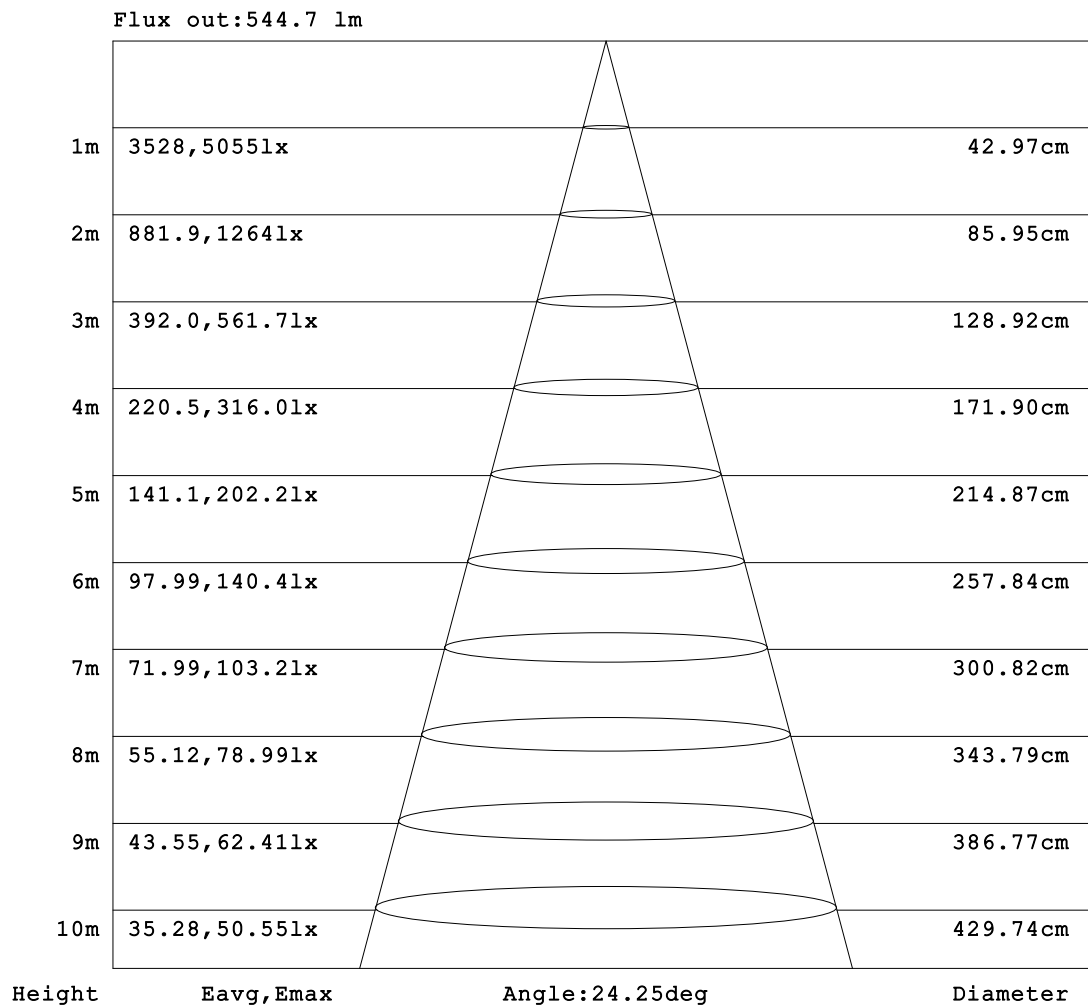 Flux out:544.7 lm
1m 3528,5055lx 42.97cm
2m 881.9,1264lx 85.95cm
3m 392.0,561.7lx 128.92cm
4m 220.5,316.0lx 171.90cm
5m 141.1,202.2lx 214.87cm
6m 97.99,140.4lx 257.84cm
7m 71.99,103.2lx 300.82cm
8m 55.12,78.99lx 343.79cm
9m 43.55,62.41lx 386.77cm
10m 35.28,50.55lx 429.74cm
Height Eavg,Emax Angle:24.25deg Diameter